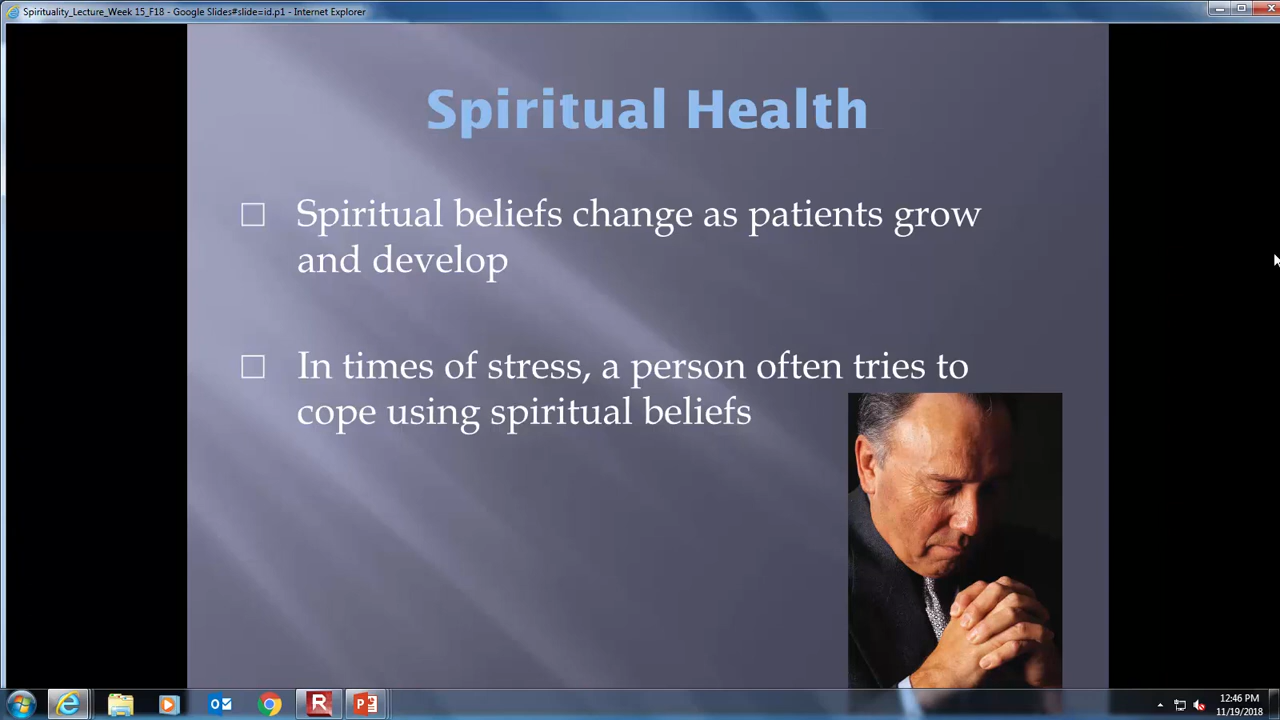 Spirituality_Lecture_Week 15_F18 - Google Slides#slide=id.p1 - Internet Explorer
Spiritual Health
Spiritual beliefs change as patients grow
and develop
In times of stress, a person often tries to
cope using spiritual beliefs
12:46 PM
11/19/2018